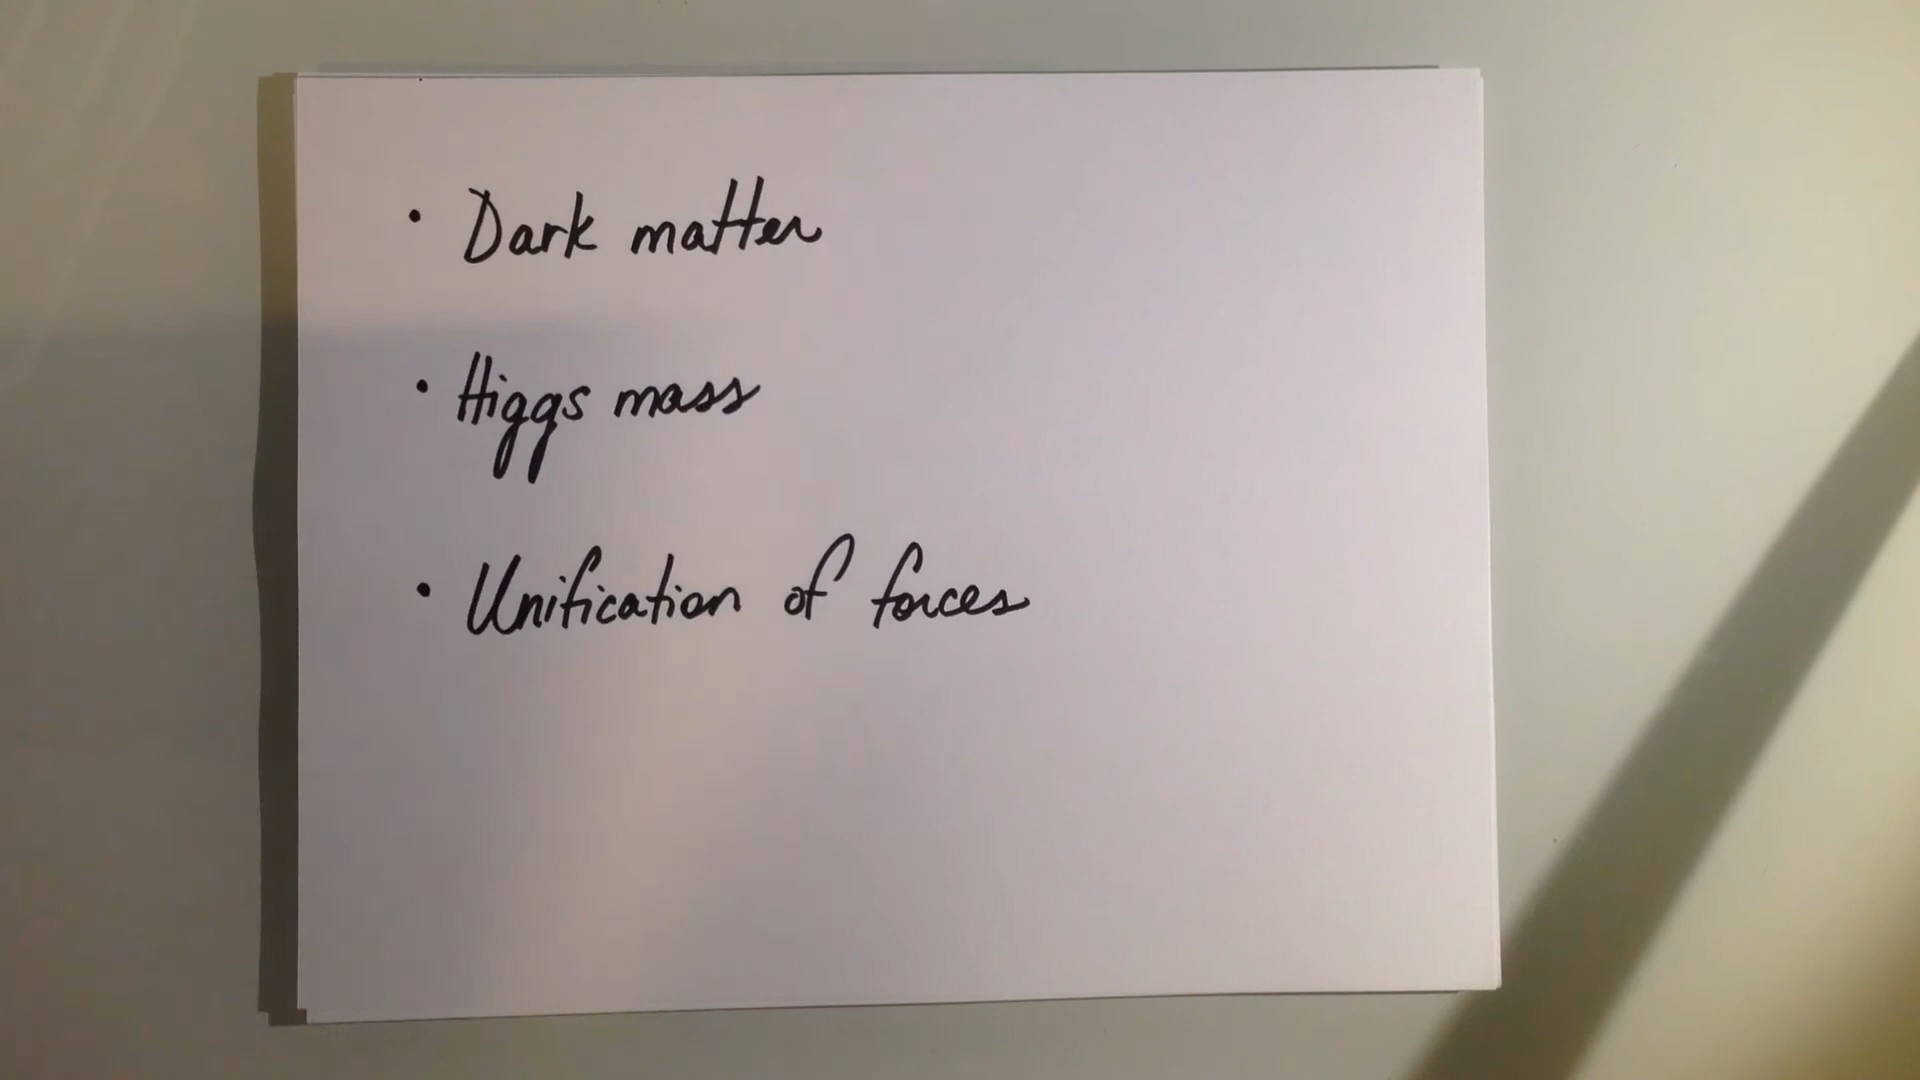 • Dark matter
• Higgs mass
• Unification of forces